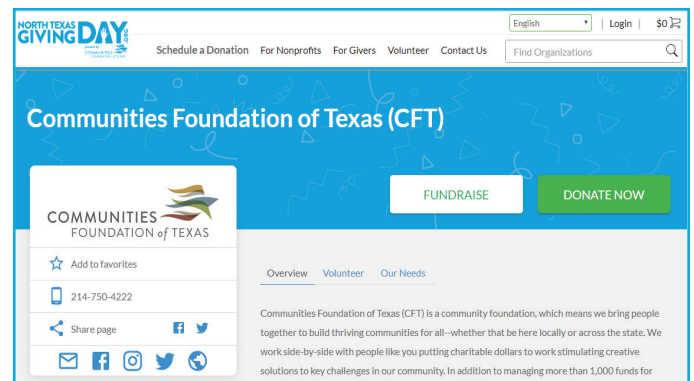 NORTH TEXAS
GIVING DAY.ORG
COMMUNITIES
FOUNDATION of TEXAS
English
Login
$0
Schedule a Donation For Nonprofits For Givers Volunteer Contact Us
Find Organizations
Communities Foundation of Texas (CFT)
FUNDRAISE
DONATE NOW
COMMUNITIES
FOUNDATION of TEXAS
Add to favorites
214-750-4222
Share page
Overview Volunteer Our Needs
Communities Foundation of Texas (CFT) is a community foundation, which means we bring people
together to build thriving communities for all--whether that be here locally or across the state. We
work side-by-side with people like you putting charitable dollars to work stimulating creative
solutions to key challenges in our community. In addition to managing more than 1,000 funds for